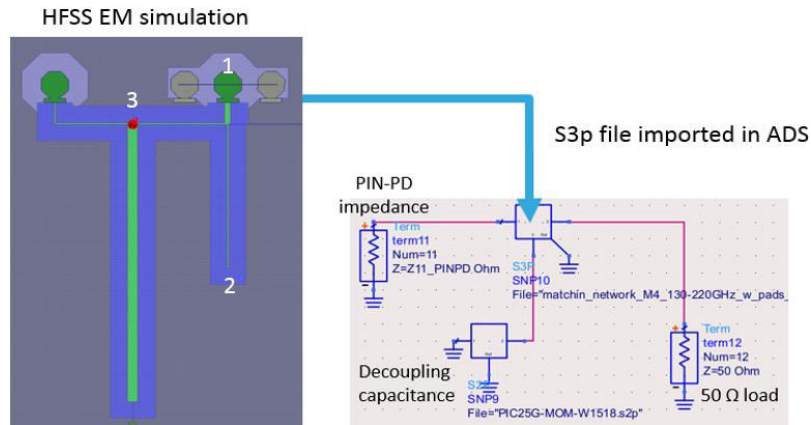 HFSS EM simulation
1
3
2
S3p file imported in ADS
PIN-PD
impedance
Term
term11
Num=11
Z=Z11_PINPD Ohm
S3P
SNP10
File="matchin_network_M4_130-220GHz_w_pads_
Decoupling
capacitance
SNP9
File="PIC25G-MOM-W1518.s2p"
Term
term12
Num=12
Z=50 Ohm
50 Ω load